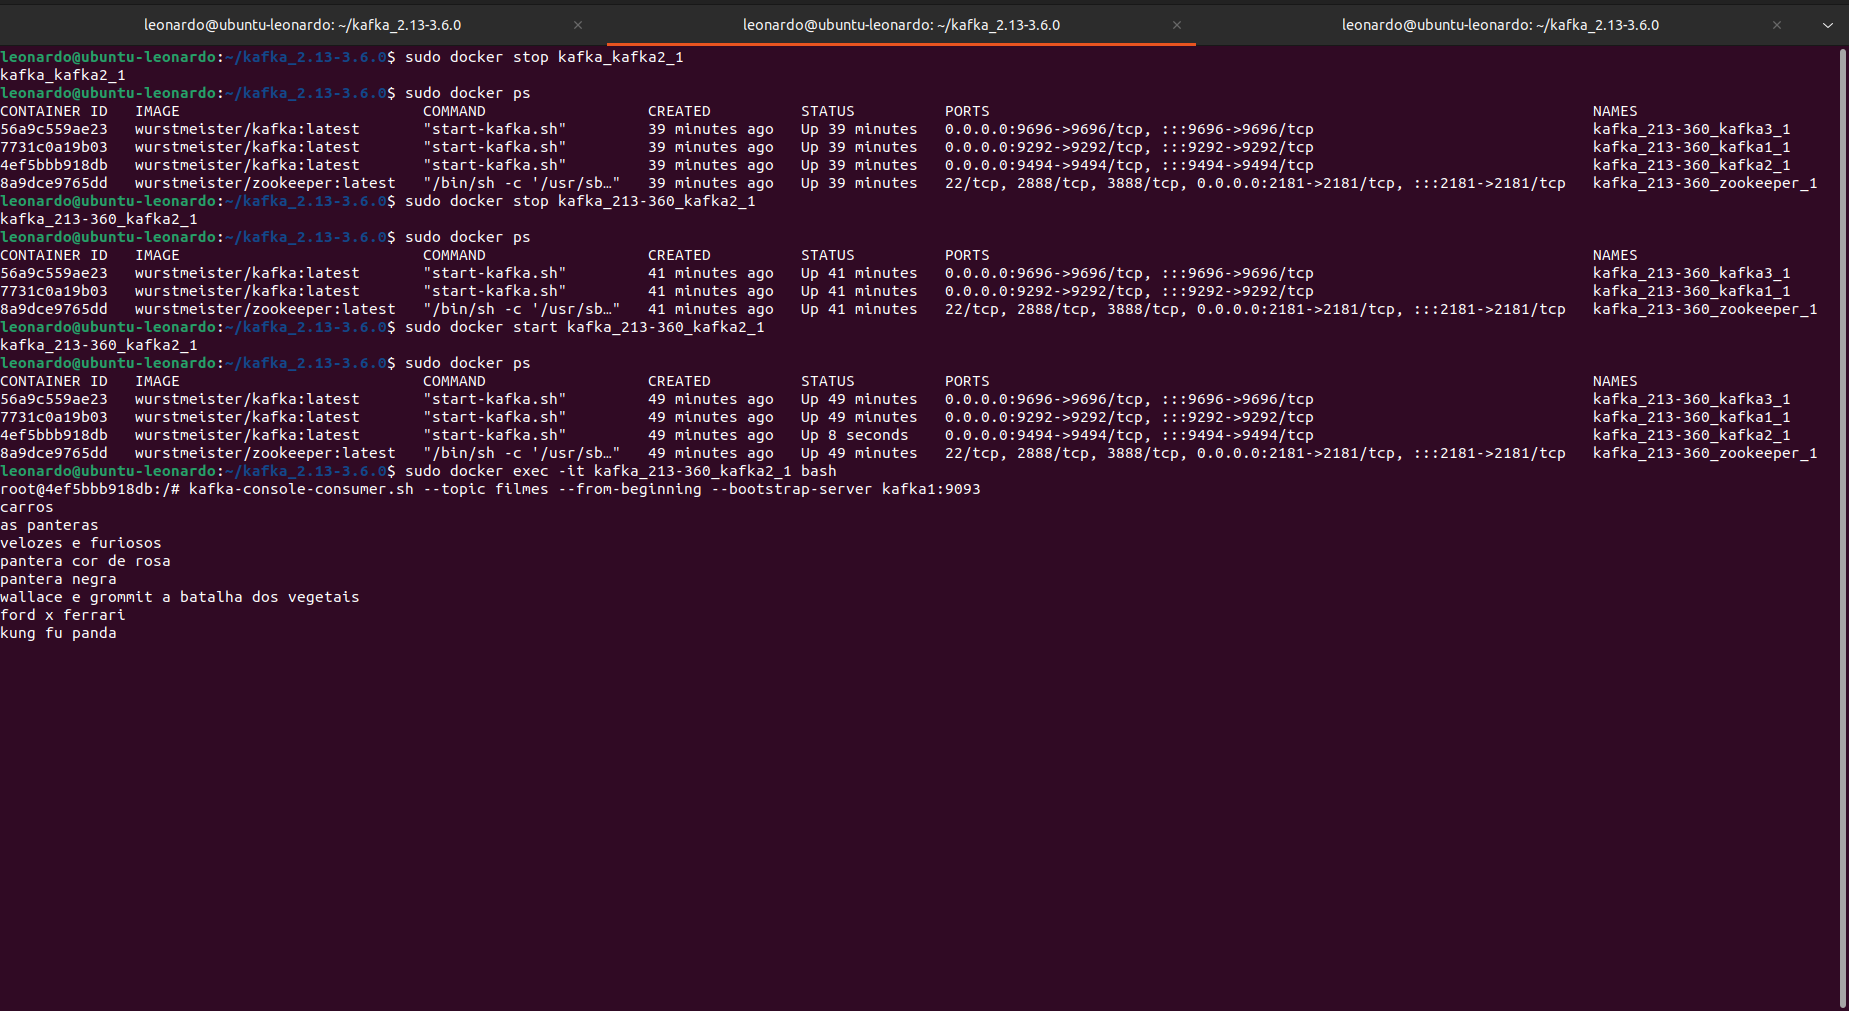 leonardo@ubuntu-leonardo: ~/kafka_2.13-3.6.0 × leonardo@ubuntu-leonardo: ~/kafka_2.13-3.6.0 × leonardo@ubuntu-leonardo: ~/kafka_2.13-3.6.0 ×
leonardo@ubuntu-leonardo:~/kafka_2.13-3.6.0$ sudo docker stop kafka_kafka2_1
kafka_kafka2_1
leonardo@ubuntu-leonardo:~/kafka_2.13-3.6.0$ sudo docker ps
CONTAINER ID   IMAGE                           COMMAND                  CREATED          STATUS          PORTS                                                                   NAMES
56a9c559ae23   wurstmeister/kafka:latest       "start-kafka.sh"         39 minutes ago   Up 39 minutes   0.0.0.0:9696->9696/tcp, :::9696->9696/tcp                               kafka_213-360_kafka3_1
7731c0a19b03   wurstmeister/kafka:latest       "start-kafka.sh"         39 minutes ago   Up 39 minutes   0.0.0.0:9292->9292/tcp, :::9292->9292/tcp                               kafka_213-360_kafka1_1
4ef5bbb918db   wurstmeister/kafka:latest       "start-kafka.sh"         39 minutes ago   Up 39 minutes   0.0.0.0:9494->9494/tcp, :::9494->9494/tcp                               kafka_213-360_kafka2_1
8a9dce9765dd   wurstmeister/zookeeper:latest   "/bin/sh -c '/usr/sb…"   39 minutes ago   Up 39 minutes   22/tcp, 2888/tcp, 3888/tcp, 0.0.0.0:2181->2181/tcp, :::2181->2181/tcp   kafka_213-360_zookeeper_1
leonardo@ubuntu-leonardo:~/kafka_2.13-3.6.0$ sudo docker stop kafka_213-360_kafka2_1
kafka_213-360_kafka2_1
leonardo@ubuntu-leonardo:~/kafka_2.13-3.6.0$ sudo docker ps
CONTAINER ID   IMAGE                           COMMAND                  CREATED          STATUS          PORTS                                                                   NAMES
56a9c559ae23   wurstmeister/kafka:latest       "start-kafka.sh"         41 minutes ago   Up 41 minutes   0.0.0.0:9696->9696/tcp, :::9696->9696/tcp                               kafka_213-360_kafka3_1
7731c0a19b03   wurstmeister/kafka:latest       "start-kafka.sh"         41 minutes ago   Up 41 minutes   0.0.0.0:9292->9292/tcp, :::9292->9292/tcp                               kafka_213-360_kafka1_1
8a9dce9765dd   wurstmeister/zookeeper:latest   "/bin/sh -c '/usr/sb…"   41 minutes ago   Up 41 minutes   22/tcp, 2888/tcp, 3888/tcp, 0.0.0.0:2181->2181/tcp, :::2181->2181/tcp   kafka_213-360_zookeeper_1
leonardo@ubuntu-leonardo:~/kafka_2.13-3.6.0$ sudo docker start kafka_213-360_kafka2_1
kafka_213-360_kafka2_1
leonardo@ubuntu-leonardo:~/kafka_2.13-3.6.0$ sudo docker ps
CONTAINER ID   IMAGE                           COMMAND                  CREATED          STATUS          PORTS                                                                   NAMES
56a9c559ae23   wurstmeister/kafka:latest       "start-kafka.sh"         49 minutes ago   Up 49 minutes   0.0.0.0:9696->9696/tcp, :::9696->9696/tcp                               kafka_213-360_kafka3_1
7731c0a19b03   wurstmeister/kafka:latest       "start-kafka.sh"         49 minutes ago   Up 49 minutes   0.0.0.0:9292->9292/tcp, :::9292->9292/tcp                               kafka_213-360_kafka1_1
4ef5bbb918db   wurstmeister/kafka:latest       "start-kafka.sh"         49 minutes ago   Up 8 seconds    0.0.0.0:9494->9494/tcp, :::9494->9494/tcp                               kafka_213-360_kafka2_1
8a9dce9765dd   wurstmeister/zookeeper:latest   "/bin/sh -c '/usr/sb…"   49 minutes ago   Up 49 minutes   22/tcp, 2888/tcp, 3888/tcp, 0.0.0.0:2181->2181/tcp, :::2181->2181/tcp   kafka_213-360_zookeeper_1
leonardo@ubuntu-leonardo:~/kafka_2.13-3.6.0$ sudo docker exec -it kafka_213-360_kafka2_1 bash
root@4ef5bbb918db:/# kafka-console-consumer.sh --topic filmes --from-beginning --bootstrap-server kafka1:9093
carros
as panteras
velozes e furiosos
pantera cor de rosa
pantera negra
wallace e grommit a batalha dos vegetais
ford x ferrari
kung fu panda